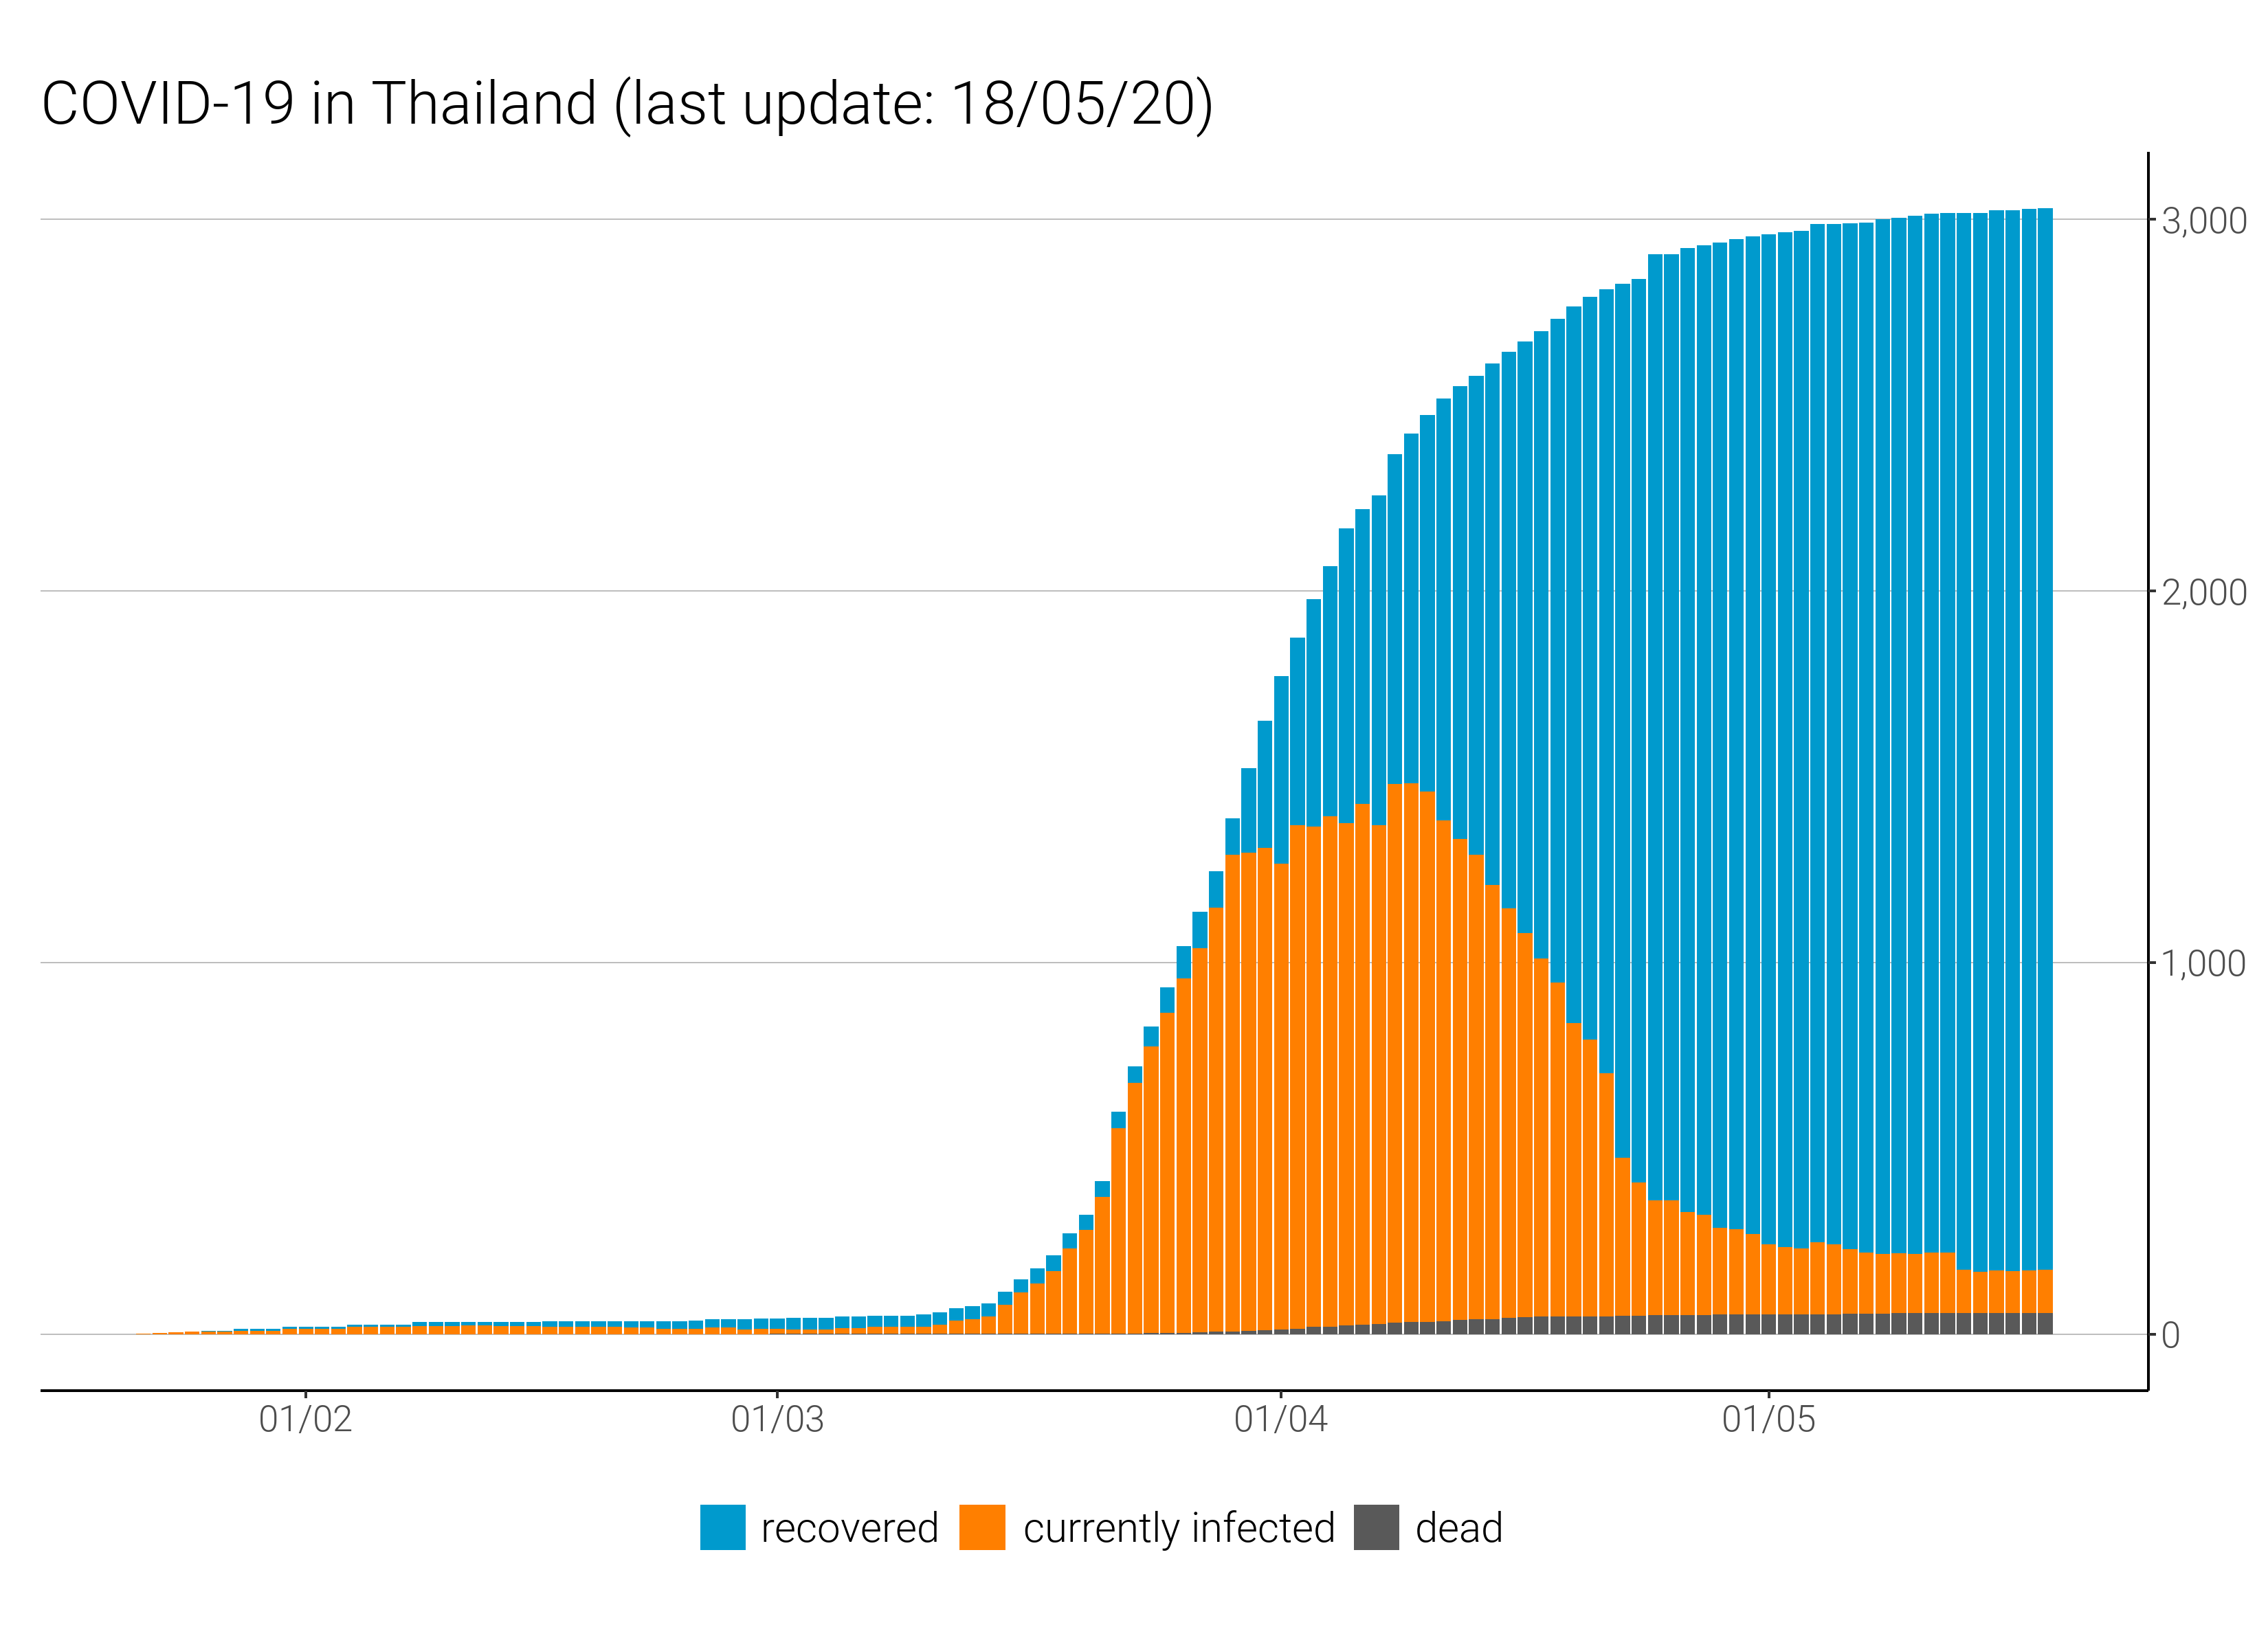 COVID-19 in Thailand (last update: 18/05/20)
3,000
2,000
1,000
0
01/02 01/03 01/04 01/05
recovered currently infected dead